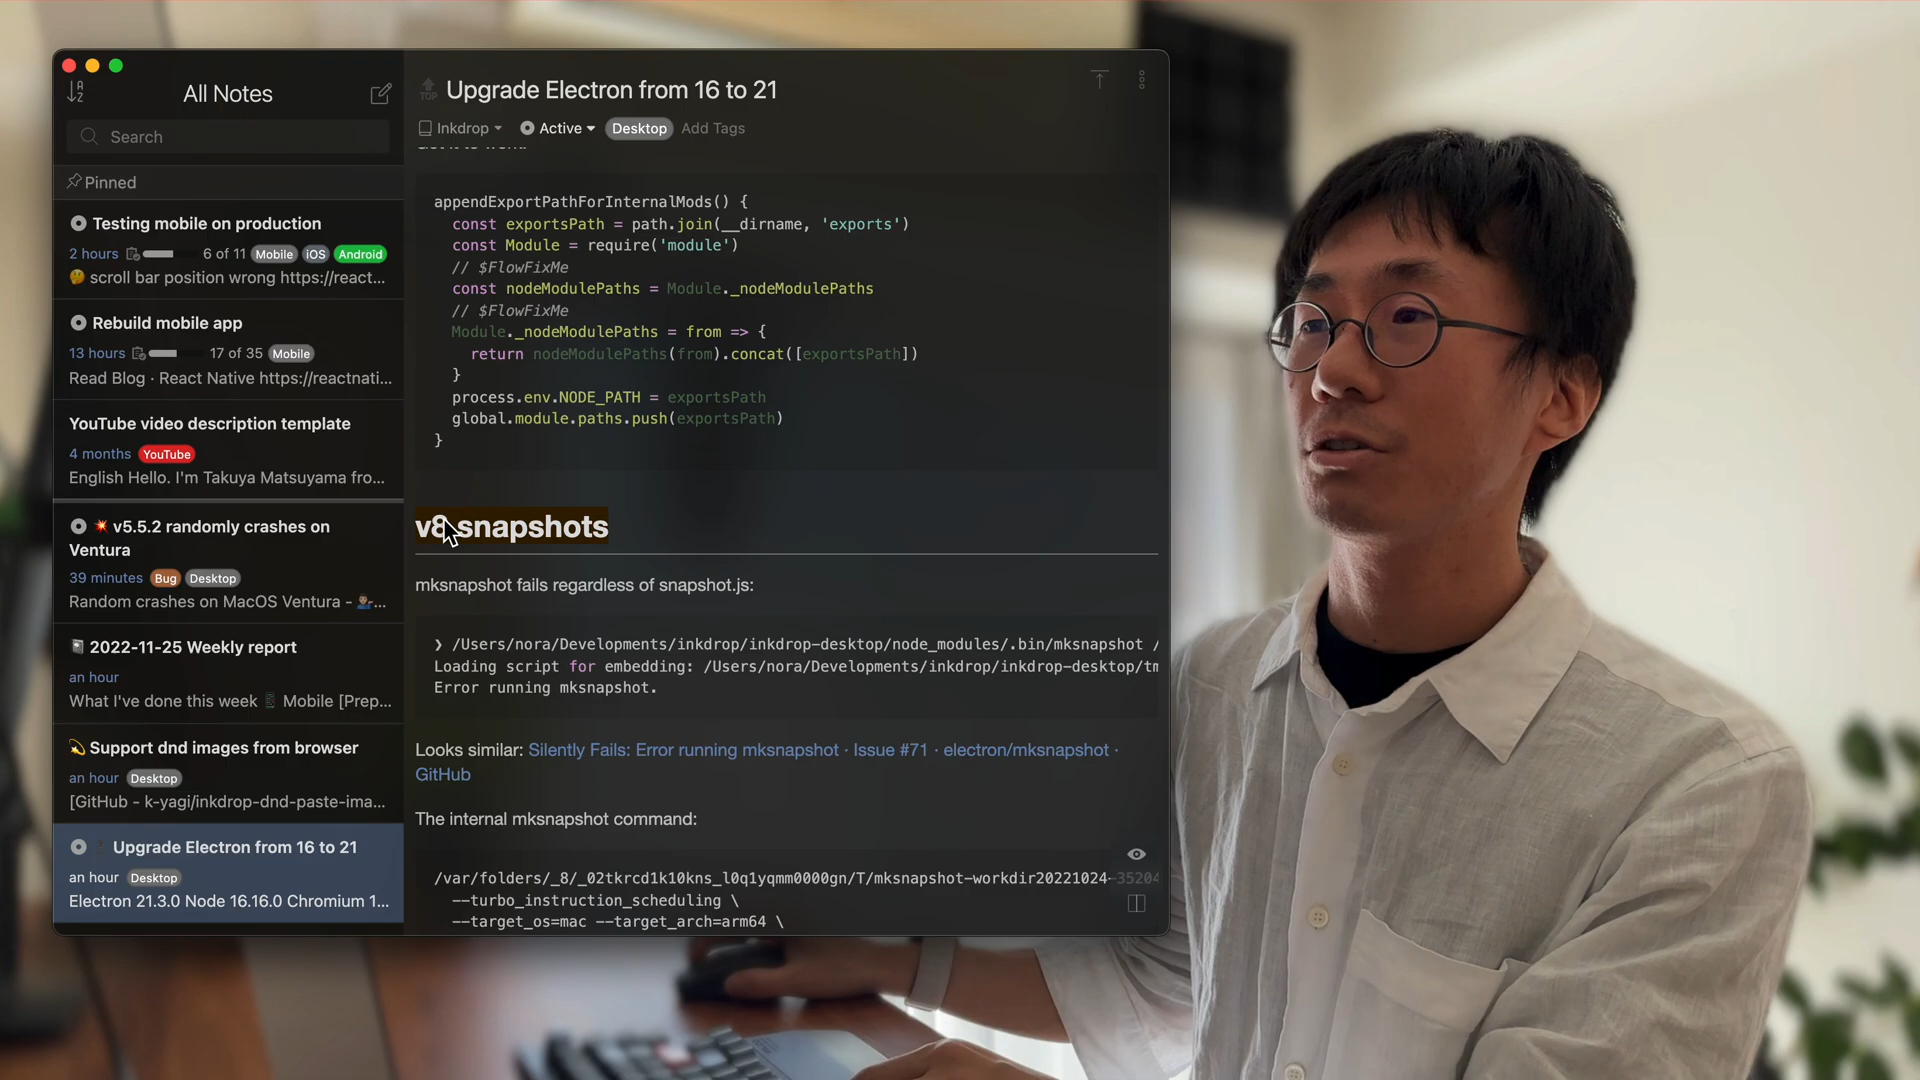 All Notes
Search
Pinned
Testing mobile on production
2 hours 6 of 11 Mobile iOS Android
🤔 scroll bar position wrong https://react...
Rebuild mobile app
13 hours 17 of 35 Mobile
Read Blog · React Native https://reactnati...
YouTube video description template
4 months YouTube
English Hello. I'm Takuya Matsuyama fro...
💥 v5.5.2 randomly crashes on
Ventura
39 minutes Bug Desktop
Random crashes on MacOS Ventura - ...
2022-11-25 Weekly report
an hour
What I've done this week Mobile [Prep...
💫 Support dnd images from browser
an hour Desktop
[GitHub - k-yagi/inkdrop-dnd-paste-ima...
Upgrade Electron from 16 to 21
an hour Desktop
Electron 21.3.0 Node 16.16.0 Chromium 1...
TOP Upgrade Electron from 16 to 21
Inkdrop Active Desktop Add Tags
appendExportPathForInternalMods() {
const exportsPath = path.join(__dirname, 'exports')
const Module = require('module')
// $FlowFixMe
const nodeModulePaths = Module._nodeModulePaths
// $FlowFixMe
Module._nodeModulePaths = from => {
return nodeModulePaths(from).concat([exportsPath])
}
process.env.NODE_PATH = exportsPath
global.module.paths.push(exportsPath)
}
v8 snapshots
mksnapshot fails regardless of snapshot.js:
❯ /Users/nora/Developments/inkdrop/inkdrop-desktop/node_modules/.bin/mksnapshot /
Loading script for embedding: /Users/nora/Developments/inkdrop/inkdrop-desktop/tm
Error running mksnapshot.
Looks similar: Silently Fails: Error running mksnapshot · Issue #71 · electron/mksnapshot ·
GitHub
The internal mksnapshot command:
/var/folders/_8/_02tkrcd1k10kns_l0q1yqmm0000gn/T/mksnapshot-workdir20221024-35204
--turbo_instruction_scheduling \
--target_os=mac --target_arch=arm64 \